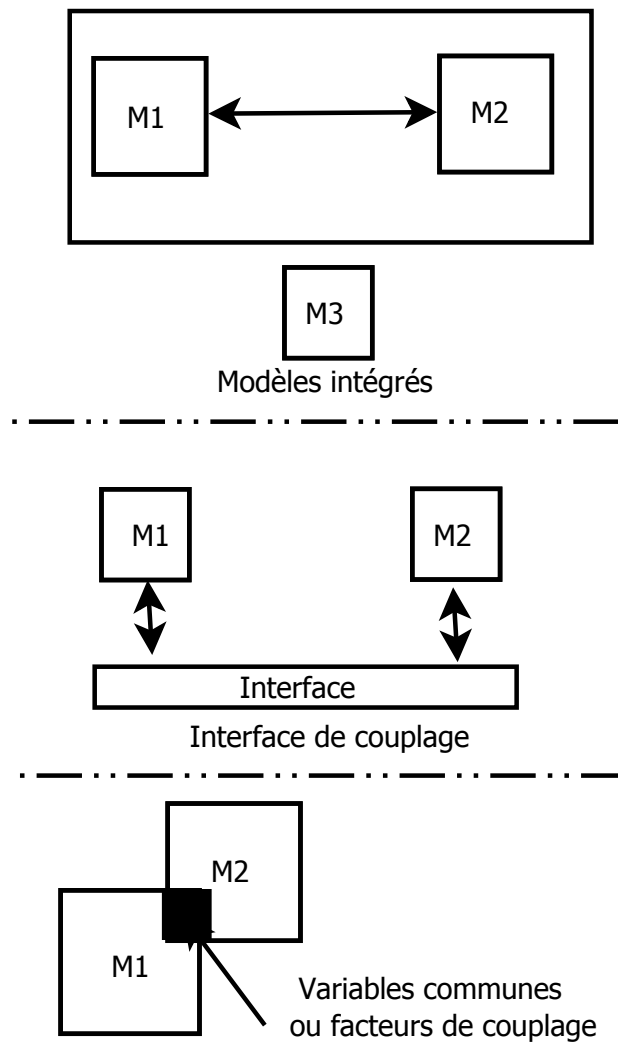 M1
M2
M3
Modèles intégrés
M1
M2
Interface
Interface de couplage
M2
M1
Variables communes
ou facteurs de couplage